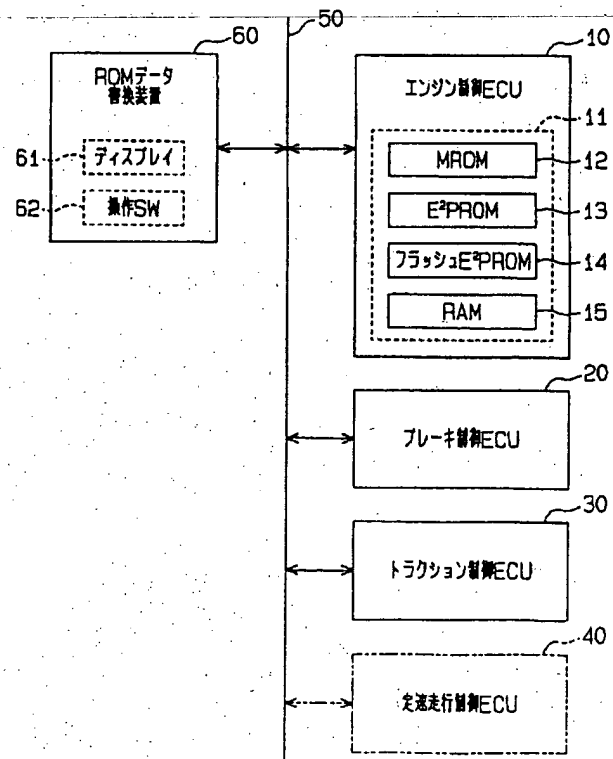 60
50
10
ROMデータ
書換装置
61
ディスプレイ
62
操作SW
エンジン制御ECU
11
MROM
12
E²PROM
13
フラッシュE²PROM
14
RAM
15
20
ブレーキ制御ECU
30
トラクション制御ECU
40
定速走行制御ECU